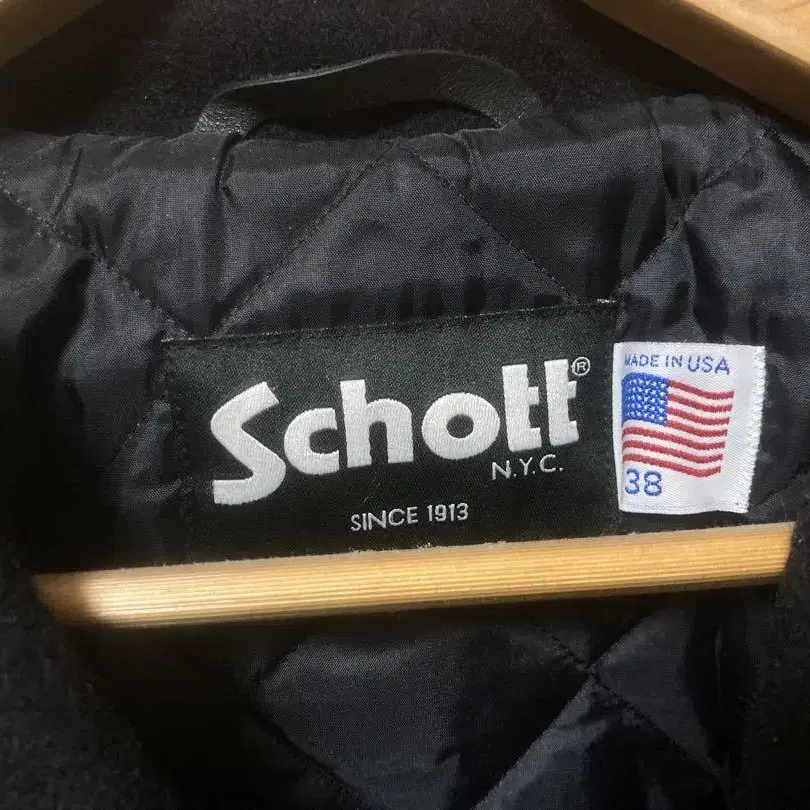 Schott®
N.Y.C.
SINCE 1913
MADE IN USA
38